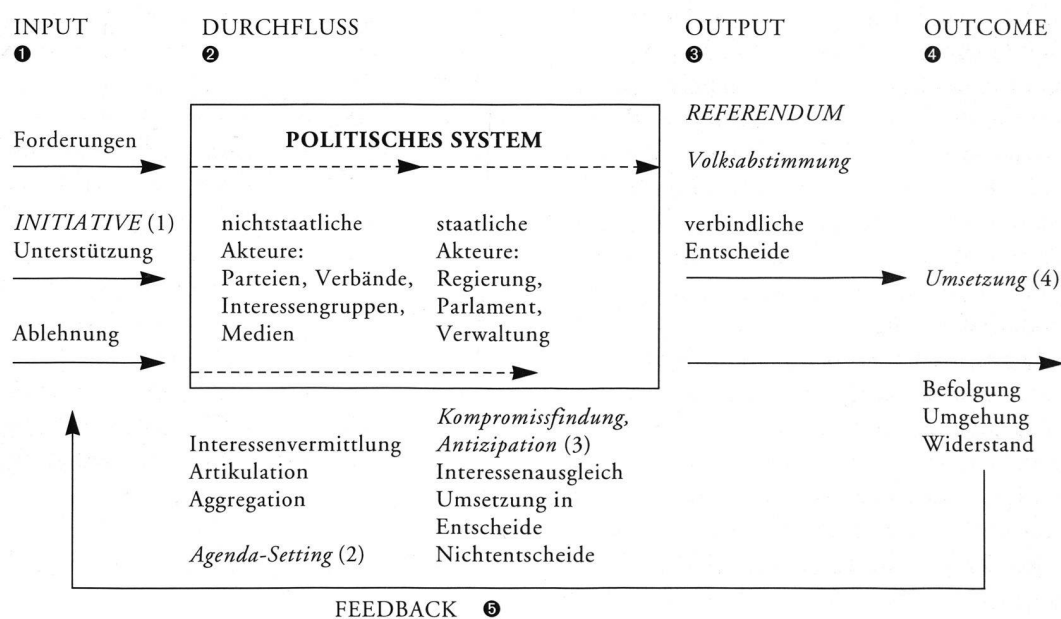 INPUT
❶
DURCHFLUSS
❷
OUTPUT
❸
OUTCOME
❹
Forderungen
INITIATIVE (1)
Unterstützung
Ablehnung
POLITISCHES SYSTEM
nichtstaatliche
Akteure:
Parteien, Verbände,
Interessengruppen,
Medien
staatliche
Akteure:
Regierung,
Parlament,
Verwaltung
Interessenvermittlung
Artikulation
Aggregation
Agenda-Setting (2)
Kompromissfindung,
Antizipation (3)
Interessenausgleich
Umsetzung in
Entscheide
Nichtentscheide
REFERENDUM
Volksabstimmung
verbindliche
Entscheide
Umsetzung (4)
Befolgung
Umgehung
Widerstand
FEEDBACK ❺